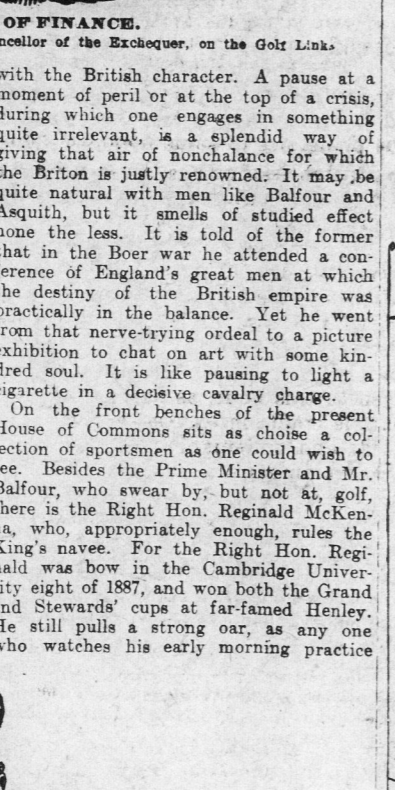 OF FINANCE.
ncellor of the Exchequer, on the Golf Links
with the British character. A pause at a
moment of peril or at the top of a crisis,
during which one engages in something
quite irrelevant, is a splendid way of
giving that air of nonchalance for which
the Briton is justly renowned. It may be
quite natural with men like Balfour and
Asquith, but it smells of studied effect
none the less. It is told of the former
that in the Boer war he attended a con-
erence of England's great men at which
the destiny of the British empire was
practically in the balance. Yet he went
from that nerve-trying ordeal to a picture
exhibition to chat on art with some kin-
dred soul. It is like pausing to light a
cigarette in a decisive cavalry charge.
On the front benches of the present
House of Commons sits as choise a col-
ection of sportsmen as one could wish to
ee. Besides the Prime Minister and Mr.
Balfour, who swear by, but not at, golf,
there is the Right Hon. Reginald McKen-
na, who, appropriately enough, rules the
King's navee. For the Right Hon. Regi-
nald was bow in the Cambridge Univer-
ity eight of 1887, and won both the Grand
and Stewards' cups at far-famed Henley.
He still pulls a strong oar, as any one
who watches his early morning practice